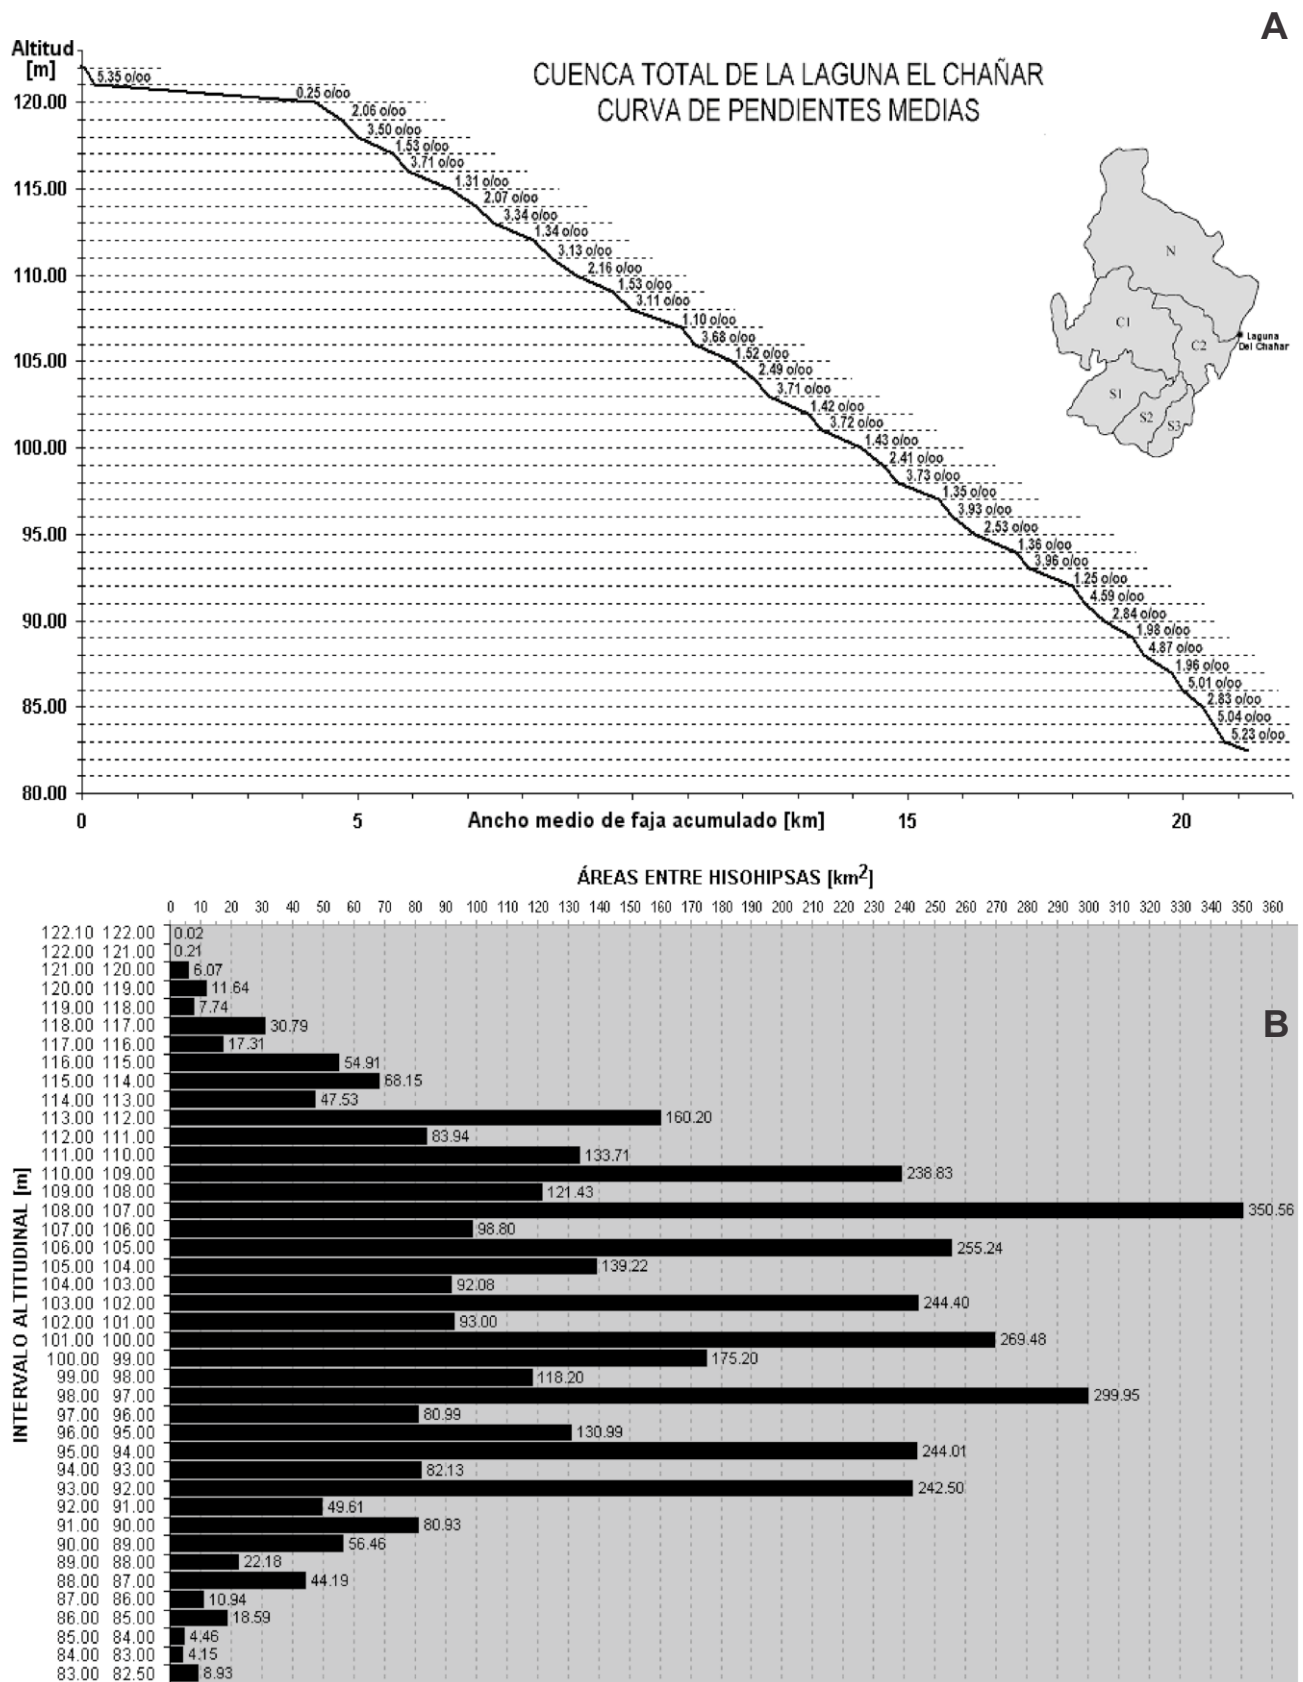 A
Altitud
[m]
CUENCA TOTAL DE LA LAGUNA EL CHAÑAR
CURVA DE PENDIENTES MEDIAS
5.35 o/oo
0.25 o/oo
120.00
2.06 o/oo
3.50 o/oo
1.53 o/oo
3.71 o/oo
1.31 o/oo
115.00
2.07 o/oo
3.34 o/oo
1.34 o/oo
3.13 o/oo
2.16 o/oo
110.00
1.53 o/oo
3.11 o/oo
1.10 o/oo
3.68 o/oo
1.52 o/oo
105.00
2.49 o/oo
3.71 o/oo
1.42 o/oo
3.72 o/oo
1.43 o/oo
100.00
2.41 o/oo
3.73 o/oo
1.35 o/oo
3.93 o/oo
2.53 o/oo
95.00
1.36 o/oo
3.96 o/oo
1.25 o/oo
4.59 o/oo
2.84 o/oo
90.00
1.98 o/oo
4.87 o/oo
1.96 o/oo
5.01 o/oo
2.83 o/oo
85.00
5.04 o/oo
5.23 o/oo
80.00
N
C1
C2
Laguna
Del Chañar
S1
S2
S3
0 5 Ancho medio de faja acumulado [km] 15 20
ÁREAS ENTRE HISOHIPSAS [km2]
0 10 20 30 40 50 60 70 80 90 100 110 120 130 140 150 160 170 180 190 200 210 220 230 240 250 260 270 280 290 300 310 320 330 340 350 360
B
INTERVALO ALTITUDINAL [m]
122.10 122.00 0.02
122.00 121.00 0.21
121.00 120.00 6.07
120.00 119.00 11.64
119.00 118.00 7.74
118.00 117.00 30.79
117.00 116.00 17.31
116.00 115.00 54.91
115.00 114.00 68.15
114.00 113.00 47.53
113.00 112.00 160.20
112.00 111.00 83.94
111.00 110.00 133.71
110.00 109.00 238.83
109.00 108.00 121.43
108.00 107.00 350.56
107.00 106.00 98.80
106.00 105.00 255.24
105.00 104.00 139.22
104.00 103.00 92.08
103.00 102.00 244.40
102.00 101.00 93.00
101.00 100.00 269.48
100.00 99.00 175.20
99.00 98.00 118.20
98.00 97.00 299.95
97.00 96.00 80.99
96.00 95.00 130.99
95.00 94.00 244.01
94.00 93.00 82.13
93.00 92.00 242.50
92.00 91.00 49.61
91.00 90.00 80.93
90.00 89.00 56.46
89.00 88.00 22.18
88.00 87.00 44.19
87.00 86.00 10.94
86.00 85.00 18.59
85.00 84.00 4.46
84.00 83.00 4.15
83.00 82.50 8.93